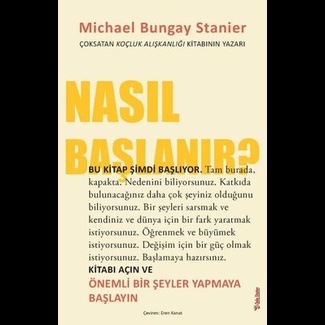 Michael Bungay Stanier
ÇOKSATAN KOÇLUK ALIŞKANLIĞI KİTABININ YAZARI
NASIL
BAŞLANIR?
BU KİTAP ŞİMDİ BAŞLIYOR. Tam burada,
kapakta. Nedenini biliyorsunuz. Katkıda
bulunacağınız daha çok şeyiniz olduğunu
biliyorsunuz. Bir şeyleri sarsmak ve
kendiniz ve dünya için bir fark yaratmak
istiyorsunuz. Öğrenmek ve büyümek
istiyorsunuz. Değişim için bir güç olmak
istiyorsunuz. Başlamaya hazırsınız.
KİTABI AÇIN VE
ÖNEMLİ BİR ŞEYLER YAPMAYA
BAŞLAYIN
Çeviren: Eren Kanat